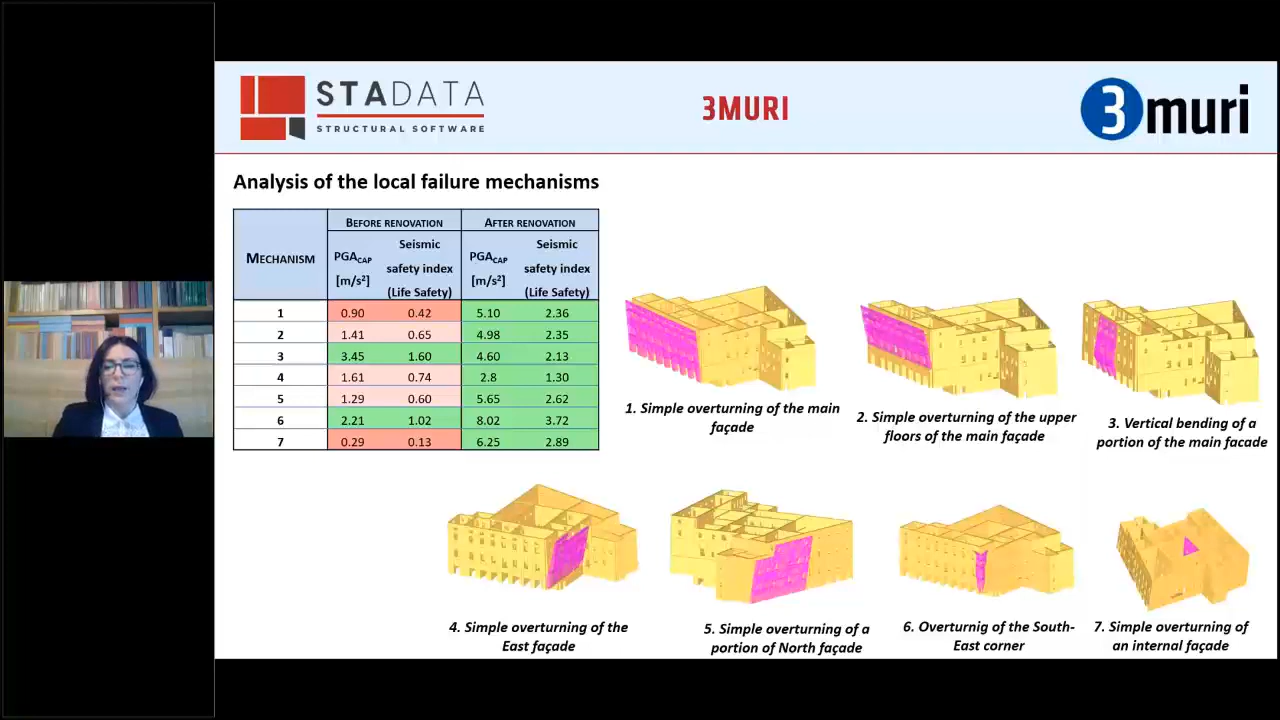 STADATA
STRUCTURAL SOFTWARE
3MURI
3muri
Analysis of the local failure mechanisms
MECHANISM BEFORE RENOVATION AFTER RENOVATION
PGACAP [m/s²] Seismic safety index (Life Safety) PGACAP [m/s²] Seismic safety index (Life Safety)
1 0.90 0.42 5.10 2.36
2 1.41 0.65 4.98 2.35
3 3.45 1.60 4.60 2.13
4 1.61 0.74 2.8 1.30
5 1.29 0.60 5.65 2.62
6 2.21 1.02 8.02 3.72
7 0.29 0.13 6.25 2.89
1. Simple overturning of the main
façade
2. Simple overturning of the upper
floors of the main façade
3. Vertical bending of a
portion of the main facade
4. Simple overturning of the
East façade
5. Simple overturning of a
portion of North façade
6. Overturnig of the South-
East corner
7. Simple overturning of
an internal façade